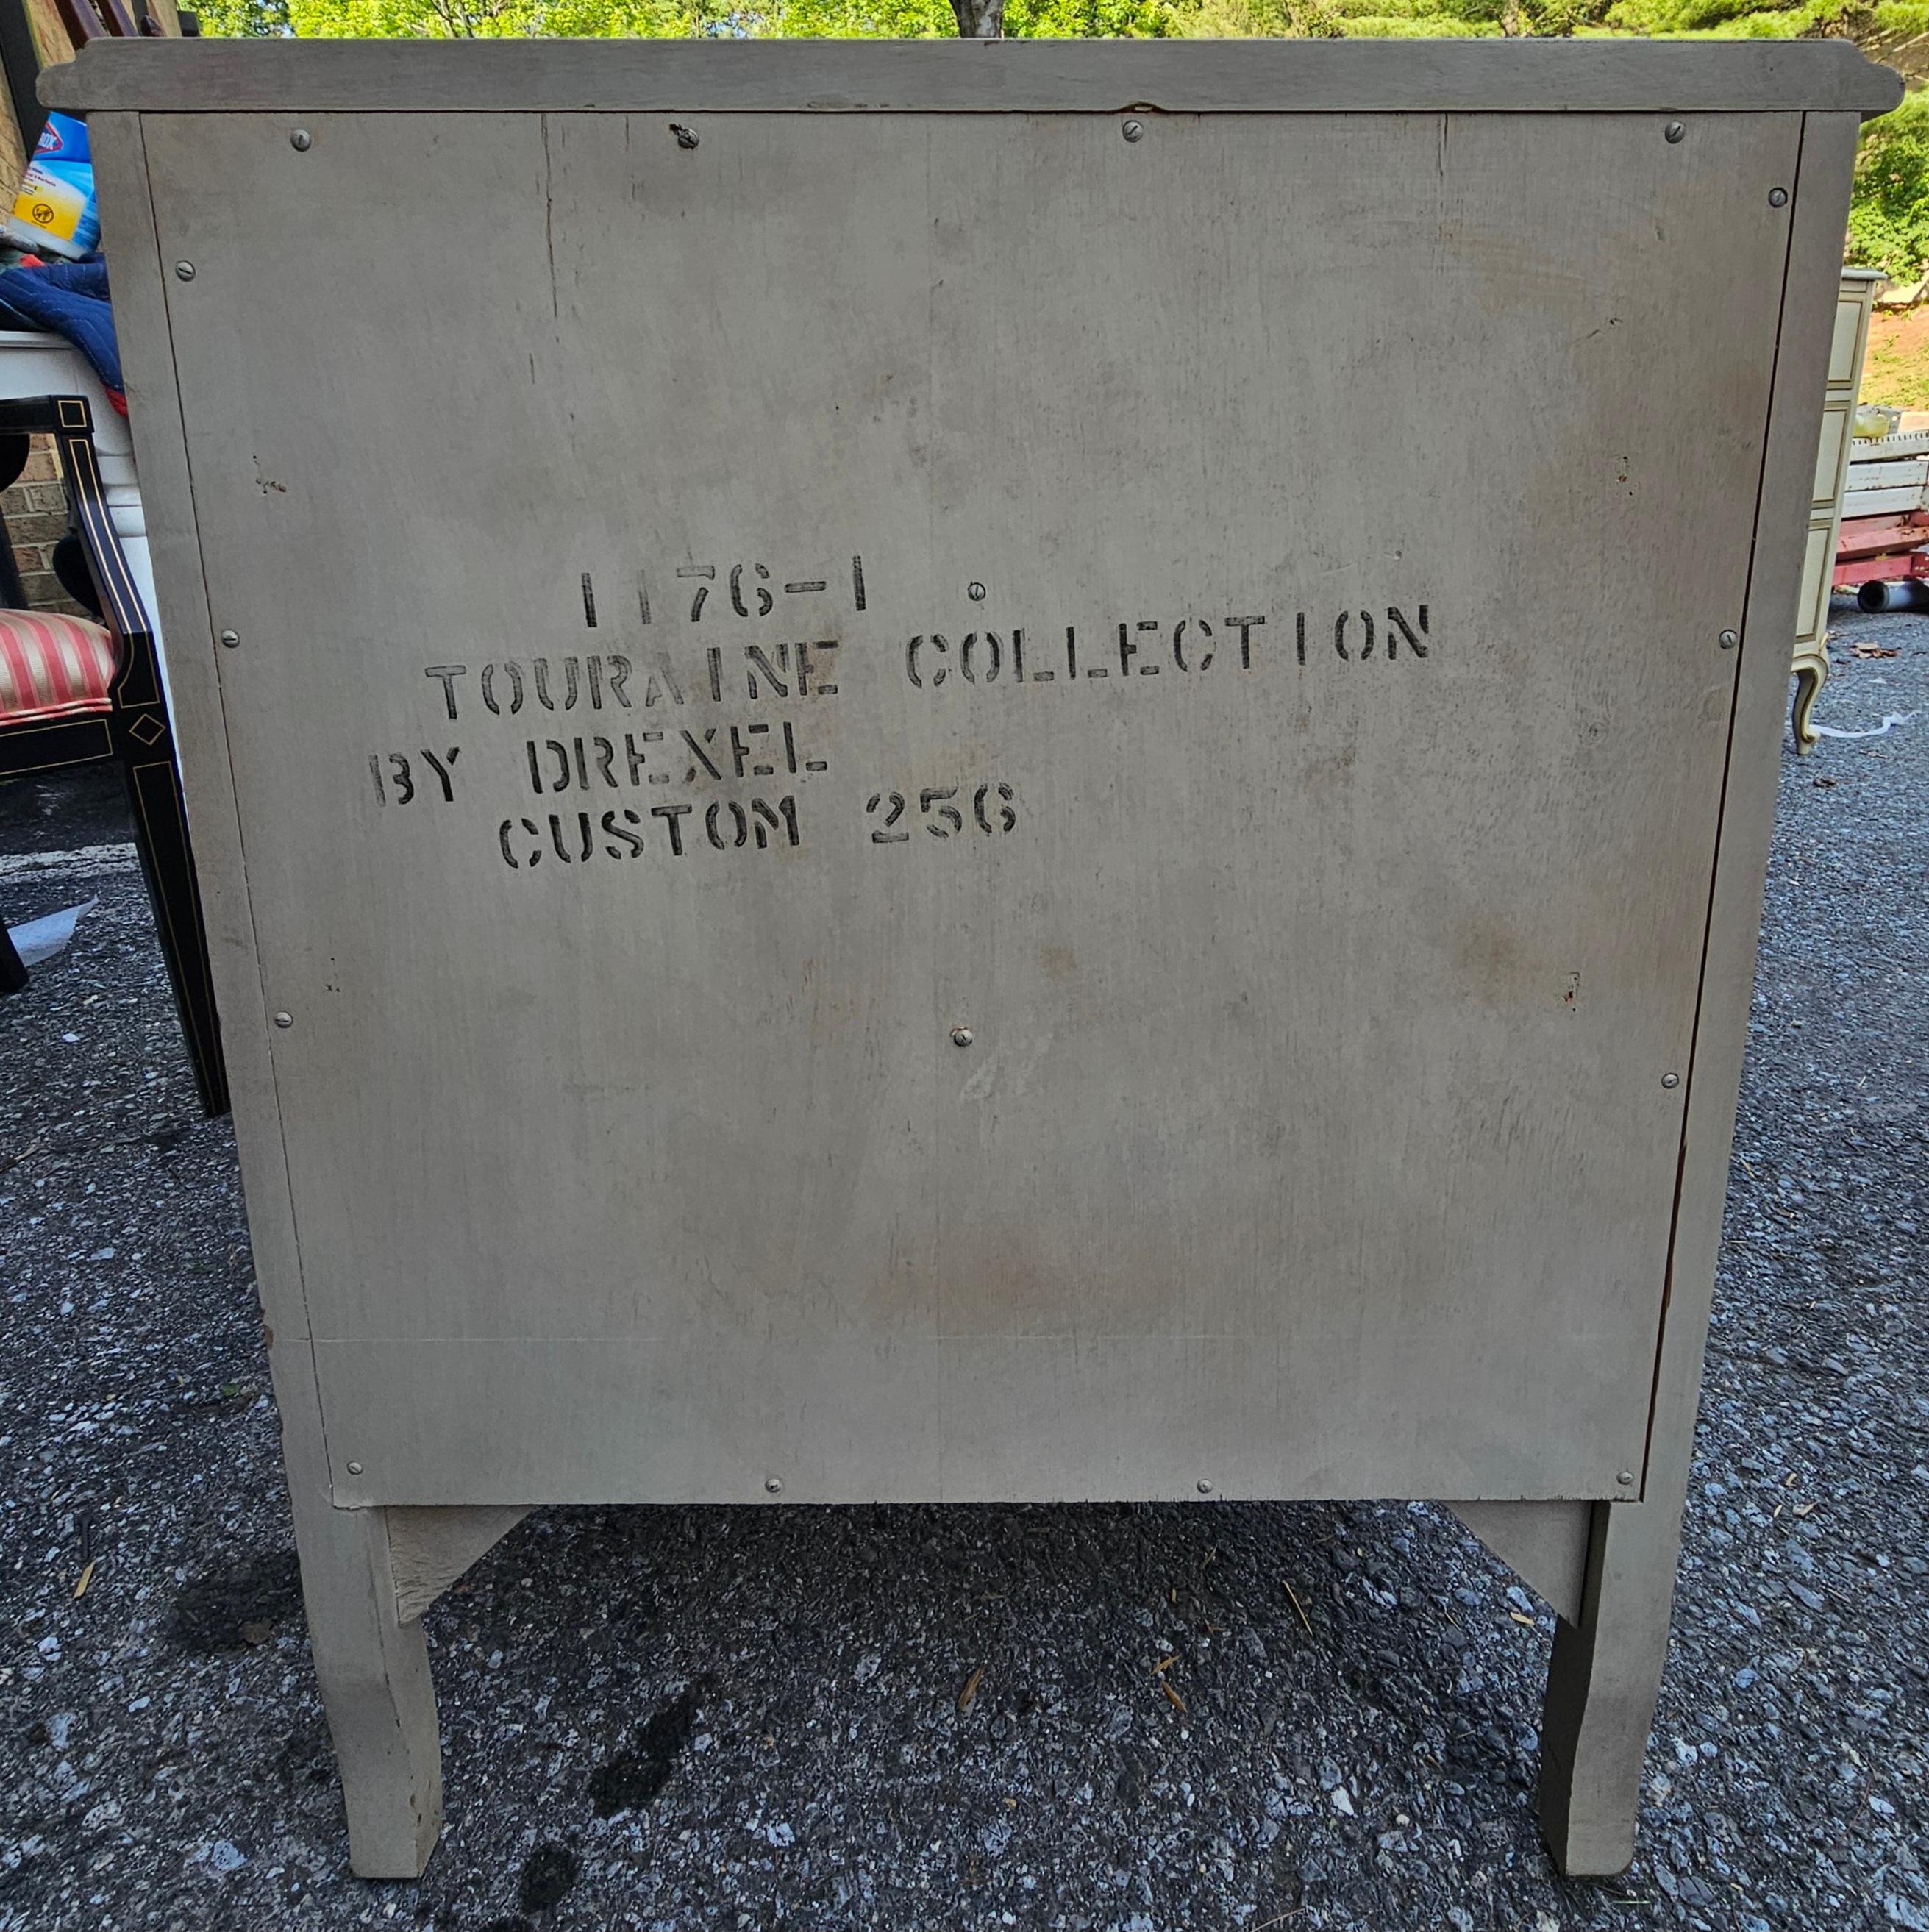 1176-1
TOURAINE COLLECTION
BY DREXEL
CUSTOM 256